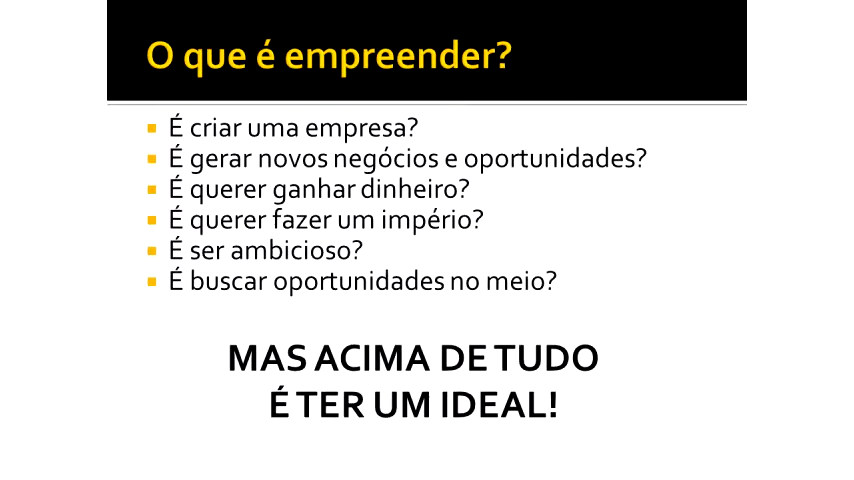 O que é empreender?
É criar uma empresa?
É gerar novos negócios e oportunidades?
É querer ganhar dinheiro?
É querer fazer um império?
É ser ambicioso?
É buscar oportunidades no meio?
MAS ACIMA DE TUDO
É TER UM IDEAL!